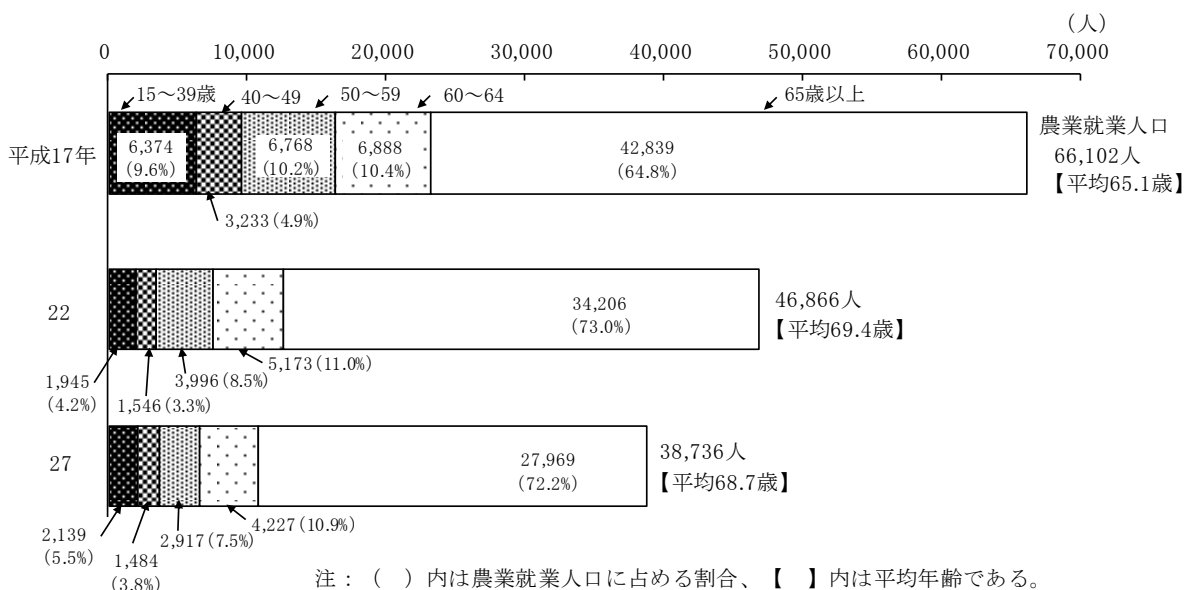 （人）
0 10,000 20,000 30,000 40,000 50,000 60,000 70,000
15～39歳 40～49 50～59 60～64 65歳以上
平成17年
6,374
(9.6%)
6,768
(10.2%)
6,888
(10.4%)
42,839
(64.8%)
3,233(4.9%)
農業就業人口
66,102人
【平均65.1歳】
22
34,206
(73.0%)
46,866人
【平均69.4歳】
1,945
(4.2%)
1,546(3.3%)
3,996(8.5%)
5,173(11.0%)
27
27,969
(72.2%)
38,736人
【平均68.7歳】
2,139
(5.5%)
1,484
(3.8%)
2,917(7.5%)
4,227(10.9%)
注：（　）内は農業就業人口に占める割合、【　】内は平均年齢である。